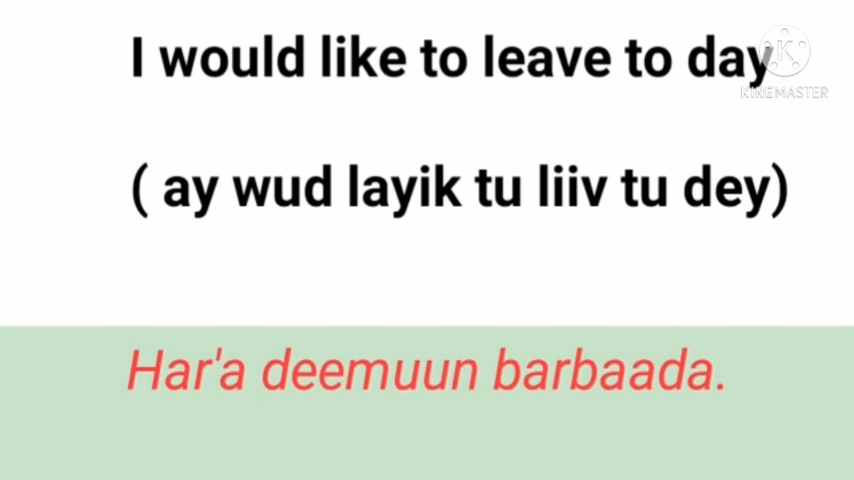 I would like to leave to day
KINEMASTER
( ay wud layik tu liiv tu dey)
Har'a deemuun barbaada.